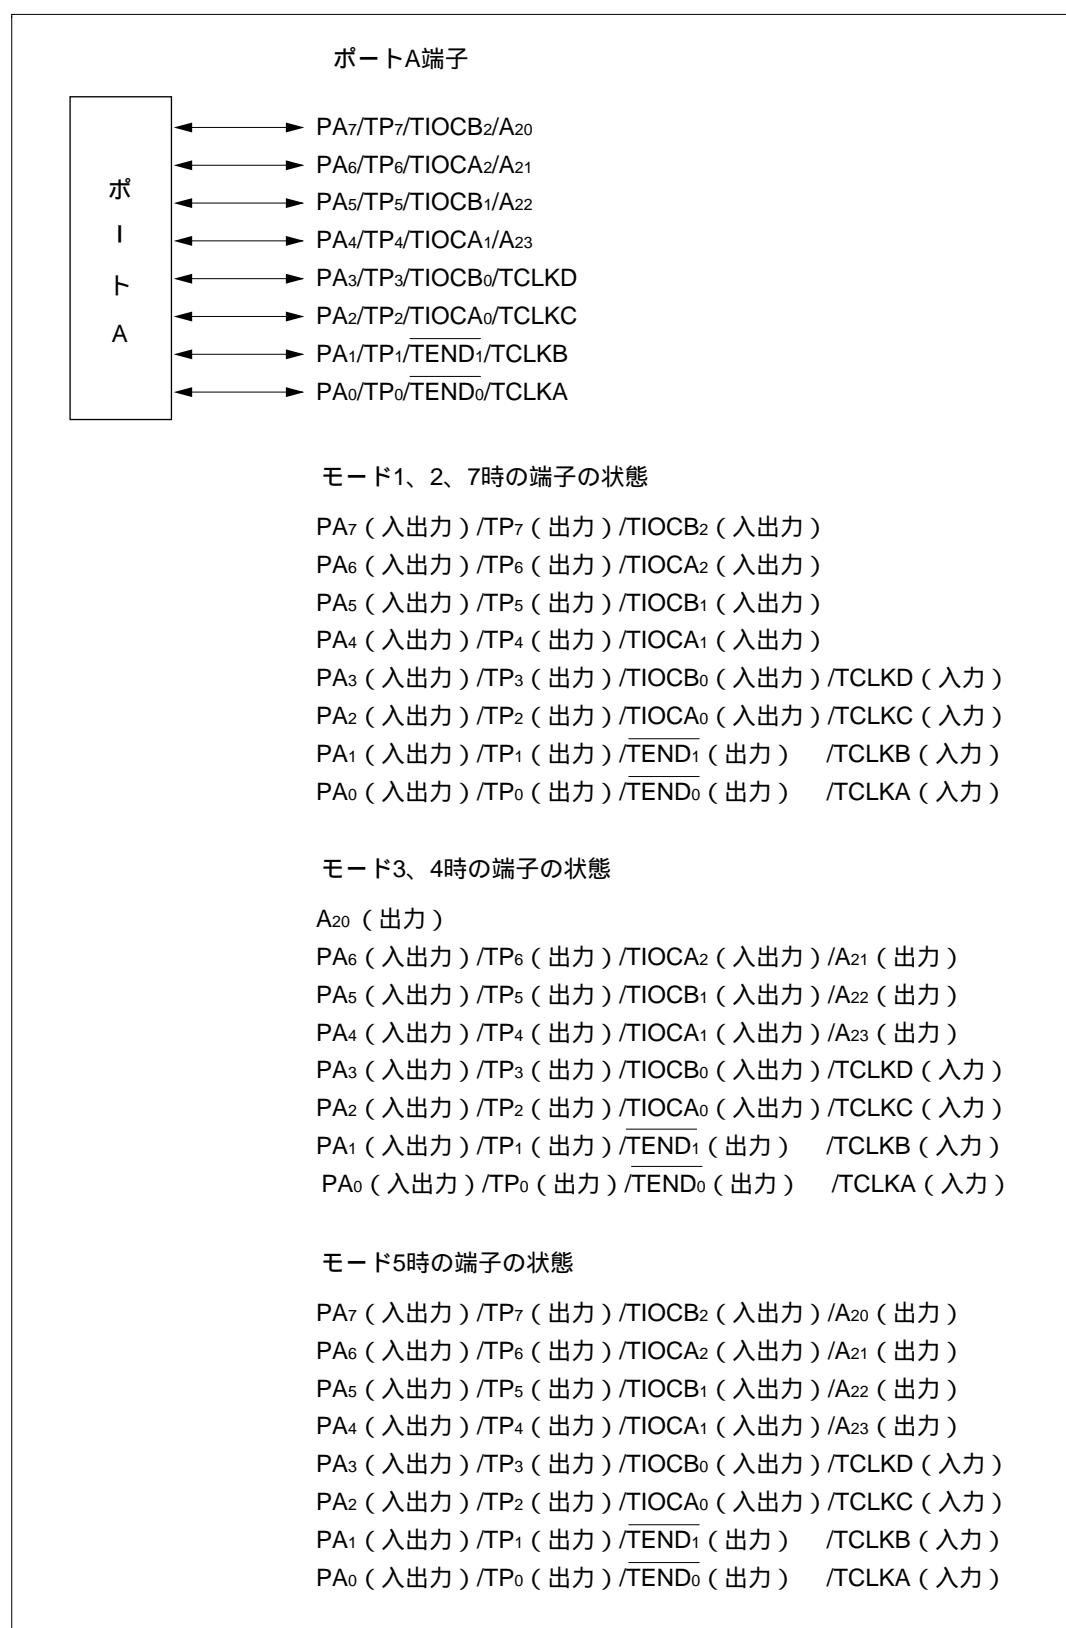 ポートA端子
ポートA
PA₇/TP₇/TIOCB₂/A₂₀
PA₆/TP₆/TIOCA₂/A₂₁
PA₅/TP₅/TIOCB₁/A₂₂
PA₄/TP₄/TIOCA₁/A₂₃
PA₃/TP₃/TIOCB₀/TCLKD
PA₂/TP₂/TIOCA₀/TCLKC
PA₁/TP₁/T̅E̅N̅D̅₁/TCLKB
PA₀/TP₀/T̅E̅N̅D̅₀/TCLKA
モード1、2、7時の端子の状態
PA₇（入出力）/TP₇（出力）/TIOCB₂（入出力）
PA₆（入出力）/TP₆（出力）/TIOCA₂（入出力）
PA₅（入出力）/TP₅（出力）/TIOCB₁（入出力）
PA₄（入出力）/TP₄（出力）/TIOCA₁（入出力）
PA₃（入出力）/TP₃（出力）/TIOCB₀（入出力）/TCLKD（入力）
PA₂（入出力）/TP₂（出力）/TIOCA₀（入出力）/TCLKC（入力）
PA₁（入出力）/TP₁（出力）/T̅E̅N̅D̅₁（出力） /TCLKB（入力）
PA₀（入出力）/TP₀（出力）/T̅E̅N̅D̅₀（出力） /TCLKA（入力）
モード3、4時の端子の状態
A₂₀（出力）
PA₆（入出力）/TP₆（出力）/TIOCA₂（入出力）/A₂₁（出力）
PA₅（入出力）/TP₅（出力）/TIOCB₁（入出力）/A₂₂（出力）
PA₄（入出力）/TP₄（出力）/TIOCA₁（入出力）/A₂₃（出力）
PA₃（入出力）/TP₃（出力）/TIOCB₀（入出力）/TCLKD（入力）
PA₂（入出力）/TP₂（出力）/TIOCA₀（入出力）/TCLKC（入力）
PA₁（入出力）/TP₁（出力）/T̅E̅N̅D̅₁（出力） /TCLKB（入力）
PA₀（入出力）/TP₀（出力）/T̅E̅N̅D̅₀（出力） /TCLKA（入力）
モード5時の端子の状態
PA₇（入出力）/TP₇（出力）/TIOCB₂（入出力）/A₂₀（出力）
PA₆（入出力）/TP₆（出力）/TIOCA₂（入出力）/A₂₁（出力）
PA₅（入出力）/TP₅（出力）/TIOCB₁（入出力）/A₂₂（出力）
PA₄（入出力）/TP₄（出力）/TIOCA₁（入出力）/A₂₃（出力）
PA₃（入出力）/TP₃（出力）/TIOCB₀（入出力）/TCLKD（入力）
PA₂（入出力）/TP₂（出力）/TIOCA₀（入出力）/TCLKC（入力）
PA₁（入出力）/TP₁（出力）/T̅E̅N̅D̅₁（出力） /TCLKB（入力）
PA₀（入出力）/TP₀（出力）/T̅E̅N̅D̅₀（出力） /TCLKA（入力）